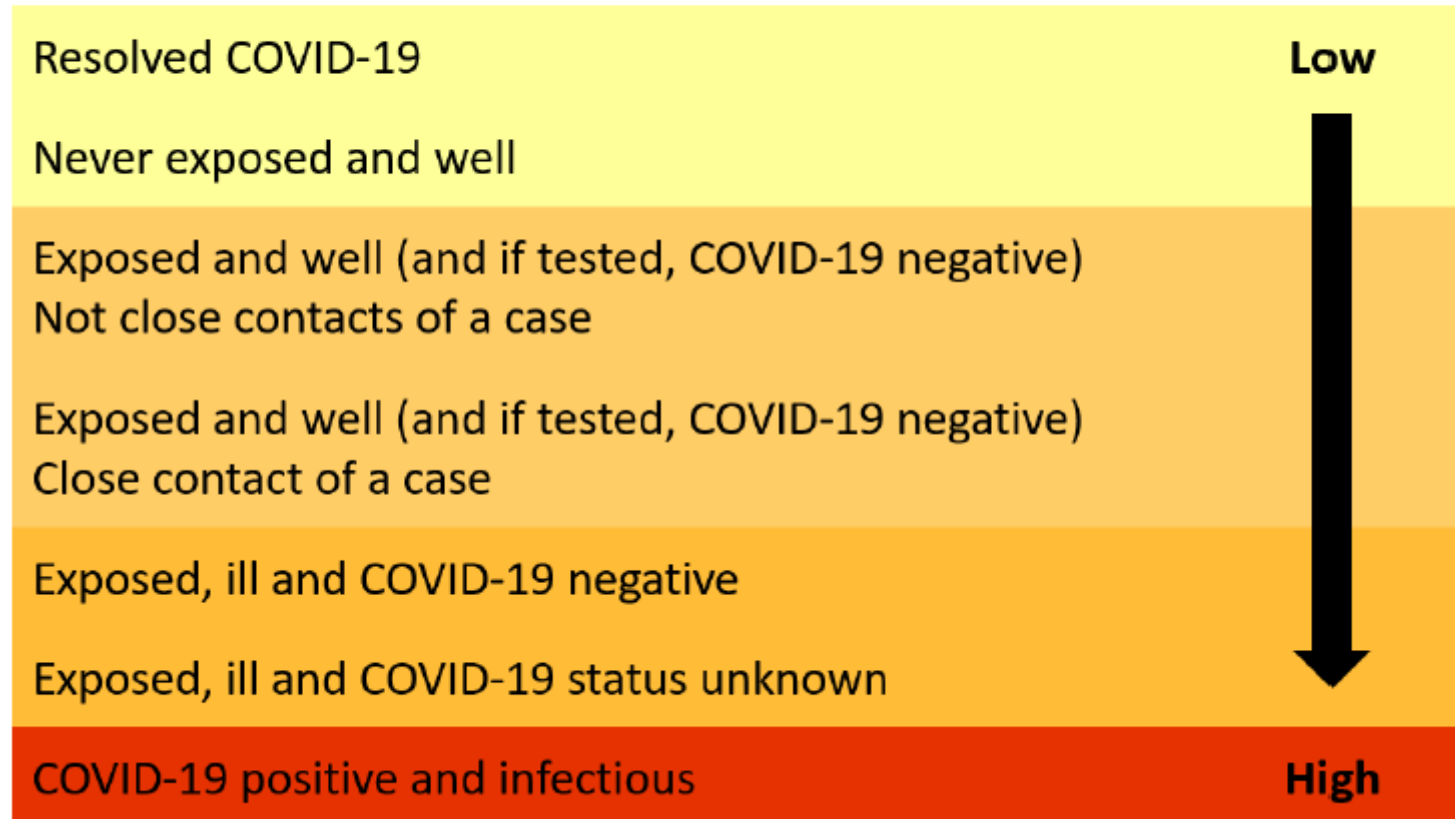 Resolved COVID-19 Low
Never exposed and well
Exposed and well (and if tested, COVID-19 negative)
Not close contacts of a case
Exposed and well (and if tested, COVID-19 negative)
Close contact of a case
Exposed, ill and COVID-19 negative
Exposed, ill and COVID-19 status unknown
COVID-19 positive and infectious High